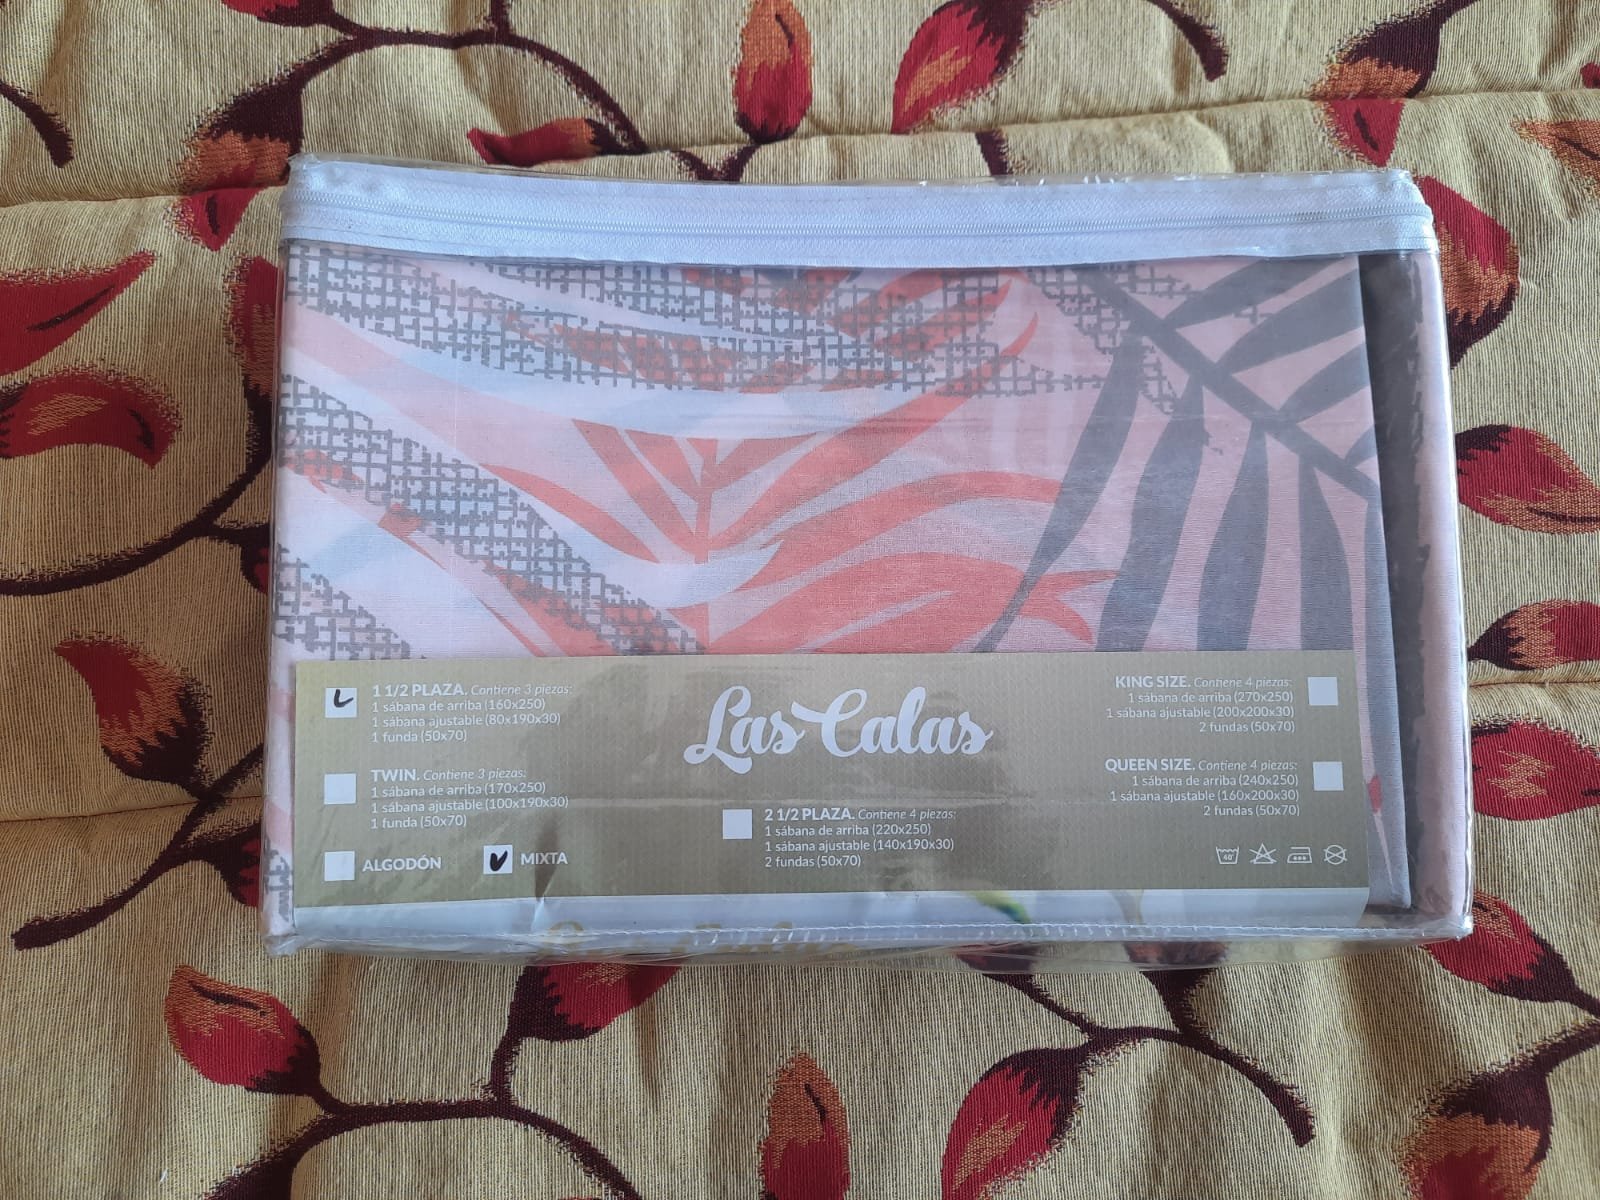 1 1/2 PLAZA. Contiene 3 piezas:
1 sábana de arriba (160x250)
1 sábana ajustable (80x190x30)
1 funda (50x70)
TWIN. Contiene 3 piezas:
1 sábana de arriba (170x250)
1 sábana ajustable (100x190x30)
1 funda (50x70)
ALGODÓN
MIXTA
Las Calas
2 1/2 PLAZA. Contiene 4 piezas:
1 sábana de arriba (220x250)
1 sábana ajustable (140x190x30)
2 fundas (50x70)
KING SIZE. Contiene 4 piezas:
1 sábana de arriba (270x250)
1 sábana ajustable (200x200x30)
2 fundas (50x70)
QUEEN SIZE. Contiene 4 piezas:
1 sábana de arriba (240x250)
1 sábana ajustable (160x200x30)
2 fundas (50x70)
40°